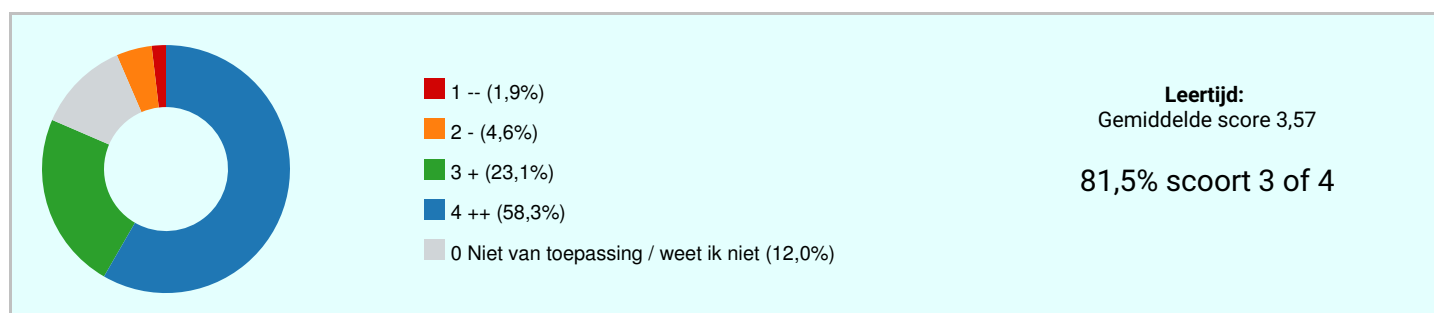 1 -- (1,9%)
2 - (4,6%)
3 + (23,1%)
4 ++ (58,3%)
0 Niet van toepassing / weet ik niet (12,0%)
Leertijd:
Gemiddelde score 3,57
81,5% scoort 3 of 4